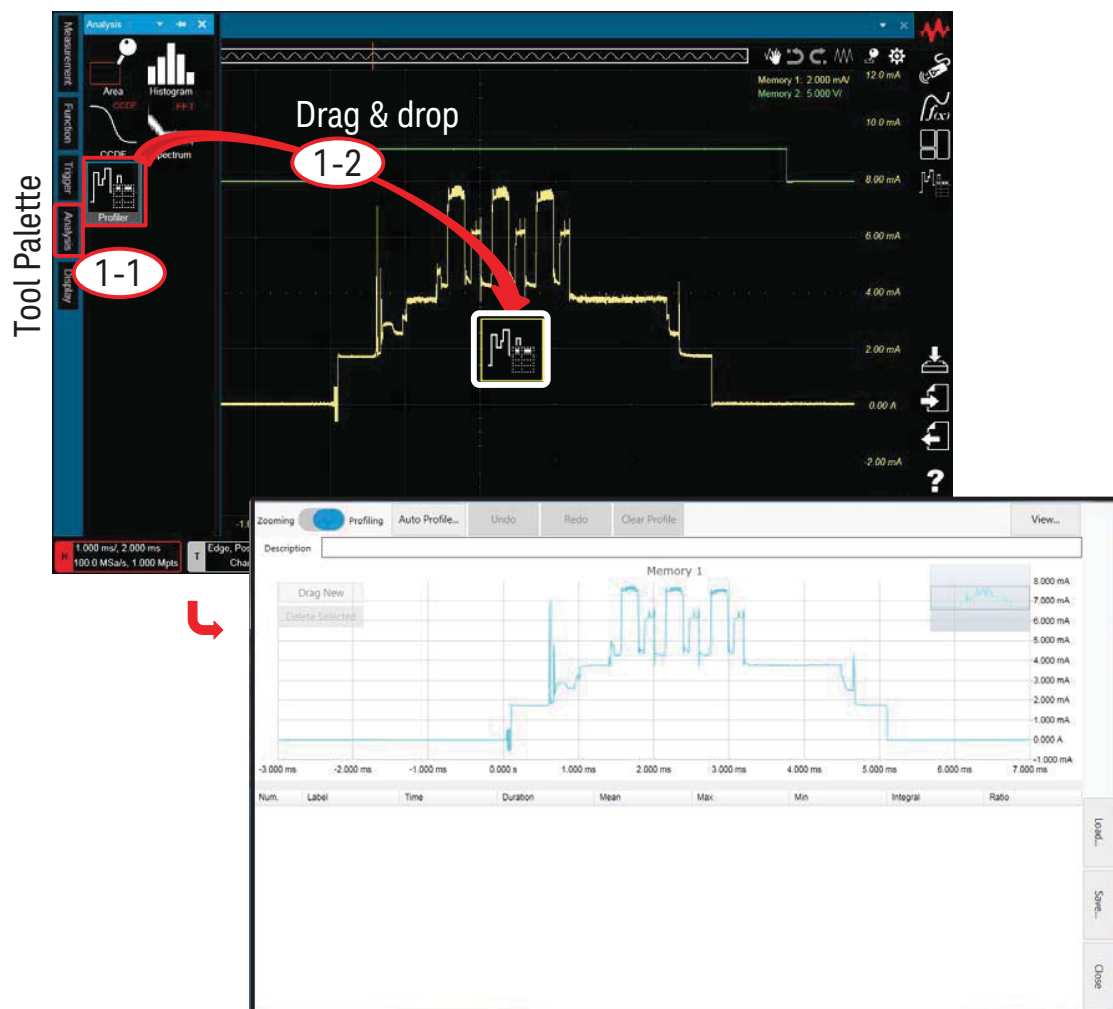 Tool Palette
Analysis
Measurement
Function
Trigger
Analysis
Display
Area
Histogram
CCDF
FFT
CCDF
Spectrum
Profiler
1-1
Drag & drop
1-2
f(x)
Memory 1: 2.000 mA/
Memory 2: 5.000 V/
12.0 mA
10.0 mA
8.00 mA
6.00 mA
4.00 mA
2.00 mA
0.00 A
-2.00 mA
?
H
1.000 ms/, 2.000 ms
100.0 MSa/s, 1.000 Mpts
T
Zooming
Profiling
Auto Profile...
Undo
Redo
Clear Profile
View...
Description
Memory 1
Drag New
Delete Selected
8.000 mA
7.000 mA
6.000 mA
5.000 mA
4.000 mA
3.000 mA
2.000 mA
1.000 mA
0.000 A
-1.000 mA
-3.000 ms -2.000 ms -1.000 ms 0.000 s 1.000 ms 2.000 ms 3.000 ms 4.000 ms 5.000 ms 6.000 ms 7.000 ms
Num. Label Time Duration Mean Max Min Integral Ratio
Load...
Save...
Close